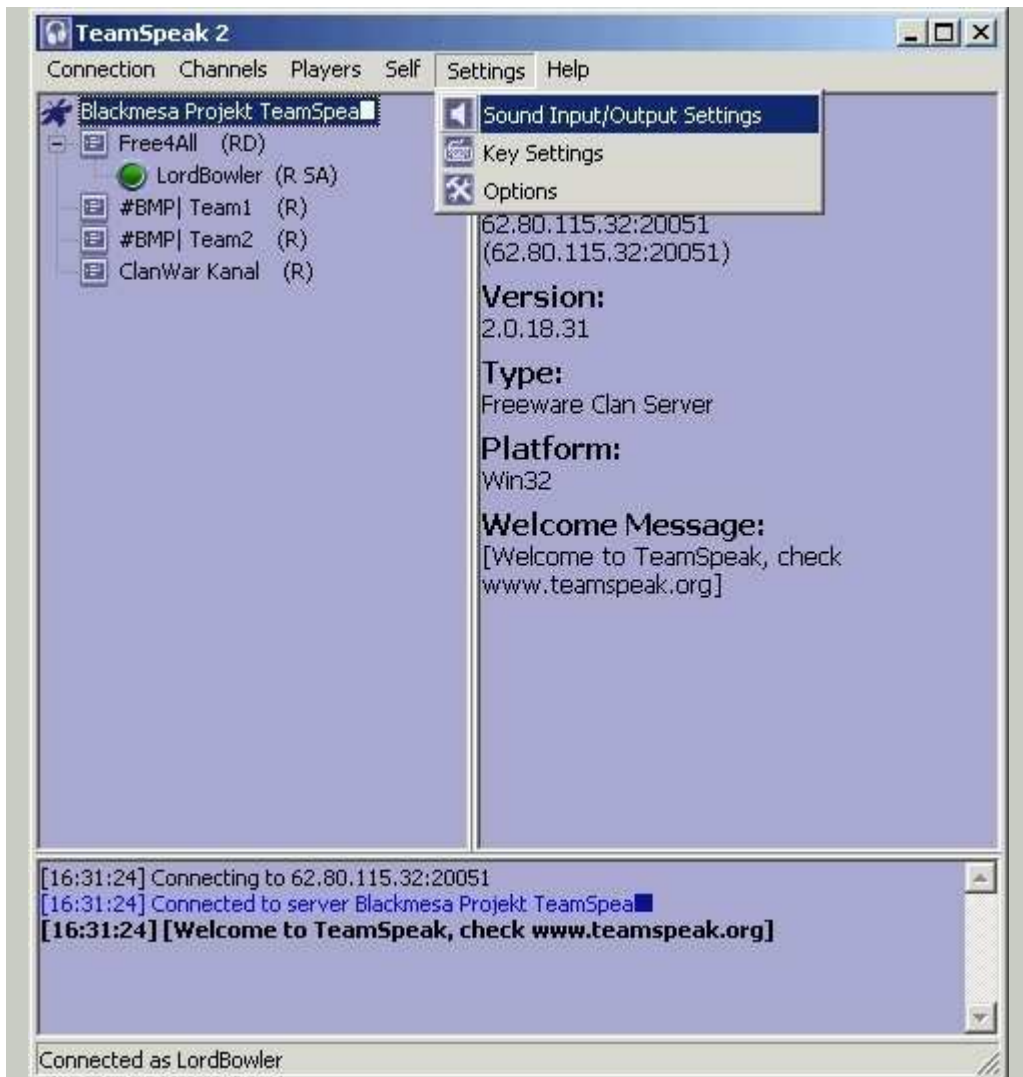 TeamSpeak 2
Connection Channels Players Self Settings Help
Blackmesa Projekt TeamSpea
Free4All (RD)
LordBowler (R SA)
#BMP| Team1 (R)
#BMP| Team2 (R)
ClanWar Kanal (R)
Sound Input/Output Settings
Key Settings
Options
62.80.115.32:20051
(62.80.115.32:20051)
Version:
2.0.18.31
Type:
Freeware Clan Server
Platform:
Win32
Welcome Message:
[Welcome to TeamSpeak, check
www.teamspeak.org]
[16:31:24] Connecting to 62.80.115.32:20051
[16:31:24] Connected to server Blackmesa Projekt TeamSpea
[16:31:24] [Welcome to TeamSpeak, check www.teamspeak.org]
Connected as LordBowler